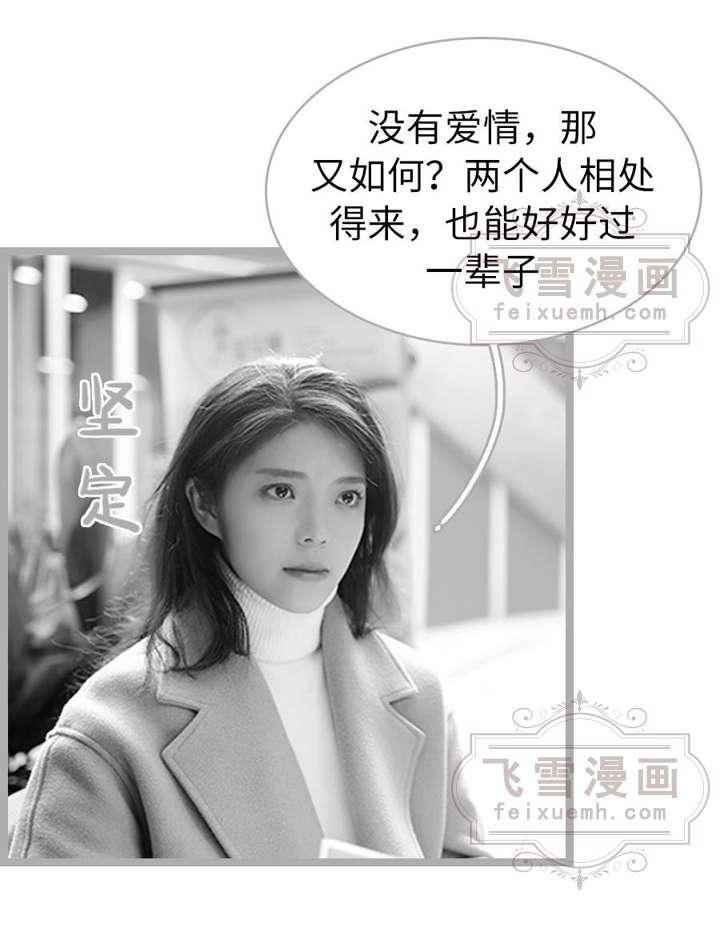 没有爱情，那
又如何？两个人相处
得来，也能好好过
一辈子
飞雪漫画
feixuemh.com
坚
定
飞雪漫画
feixuemh.com